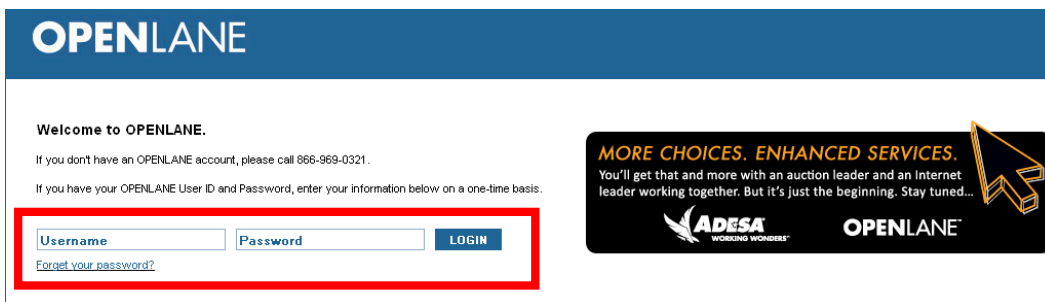 OPENLANE
Welcome to OPENLANE.
If you don't have an OPENLANE account, please call 866-969-0321.
If you have your OPENLANE User ID and Password, enter your information below on a one-time basis.
Username Password LOGIN
Forget your password?
MORE CHOICES. ENHANCED SERVICES.
You'll get that and more with an auction leader and an Internet
leader working together. But it's just the beginning. Stay tuned...
ADESA OPENLANE™
WORKING WONDERS™